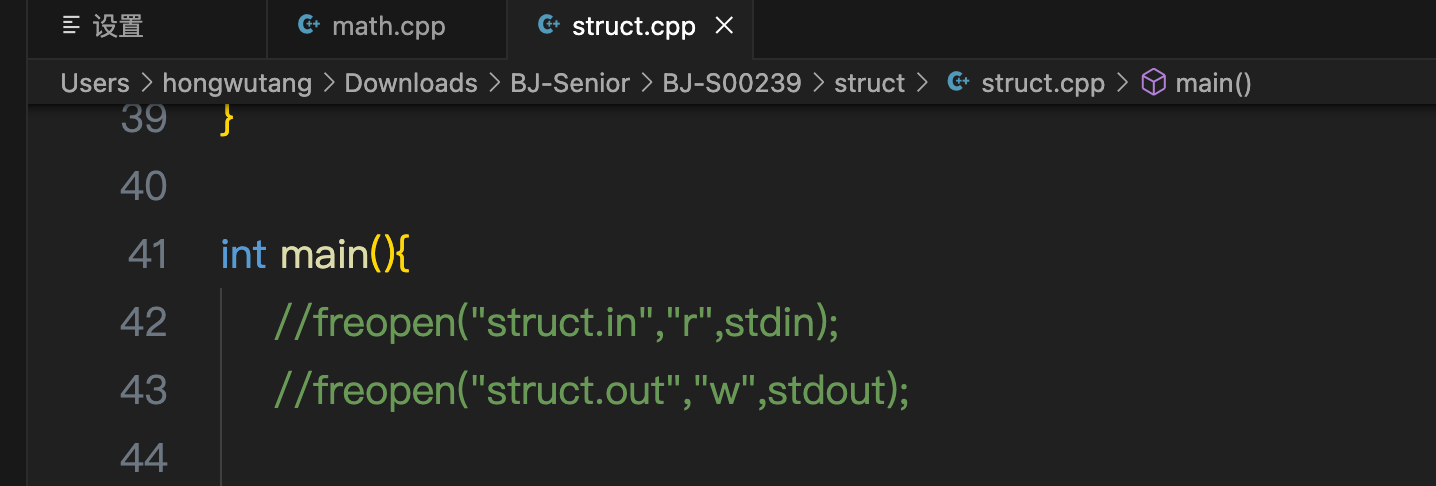 设置 math.cpp struct.cpp
Users > hongwutang > Downloads > BJ-Senior > BJ-S00239 > struct > struct.cpp > main()
39 }
40
41 int main(){
42 //freopen("struct.in","r",stdin);
43 //freopen("struct.out","w",stdout);
44